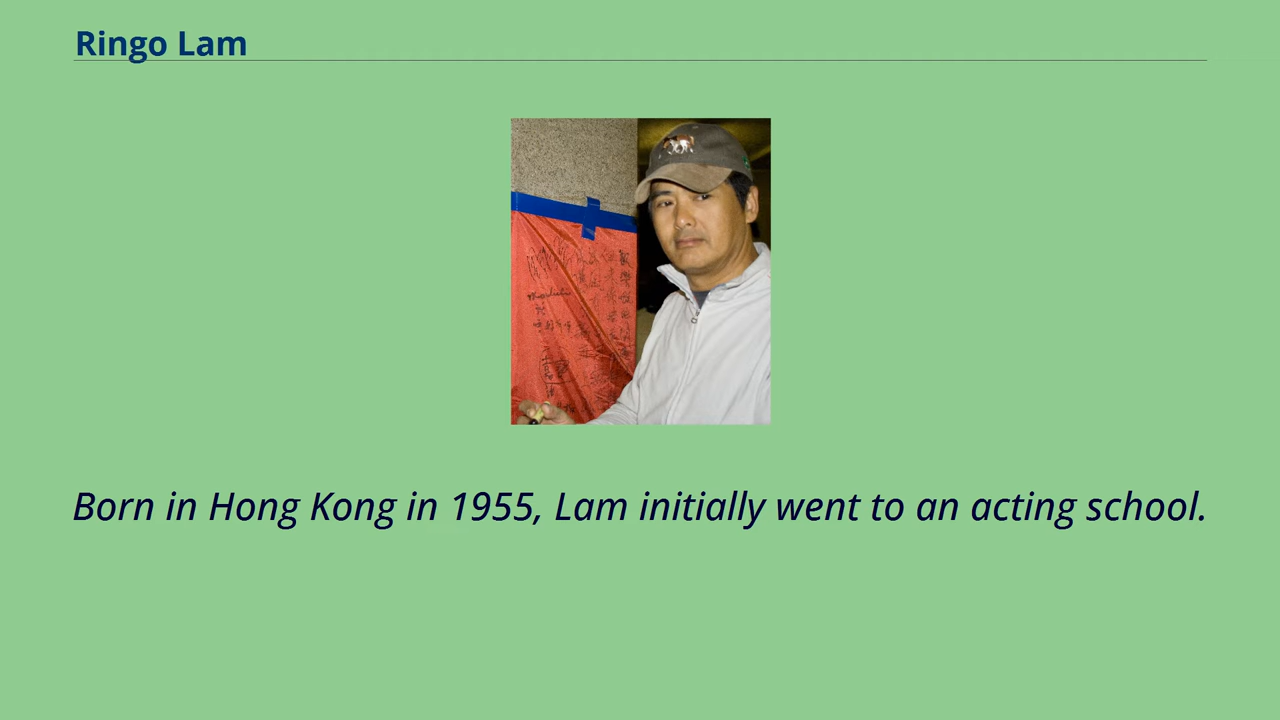 Ringo Lam
Born in Hong Kong in 1955, Lam initially went to an acting school.